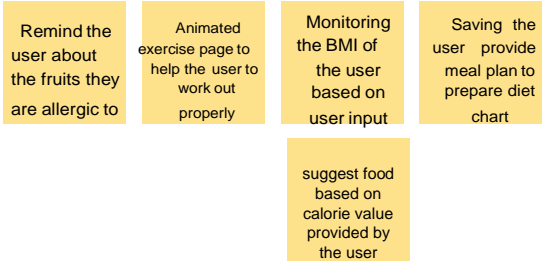 Remind the
user about
the fruits they
are allergic to
Animated
exercise page to
help the user to
work out
properly
Monitoring
the BMI of
the user
based on
user input
Saving the
user provide
meal plan to
prepare diet
chart
suggest food
based on
calorie value
provided by
the user